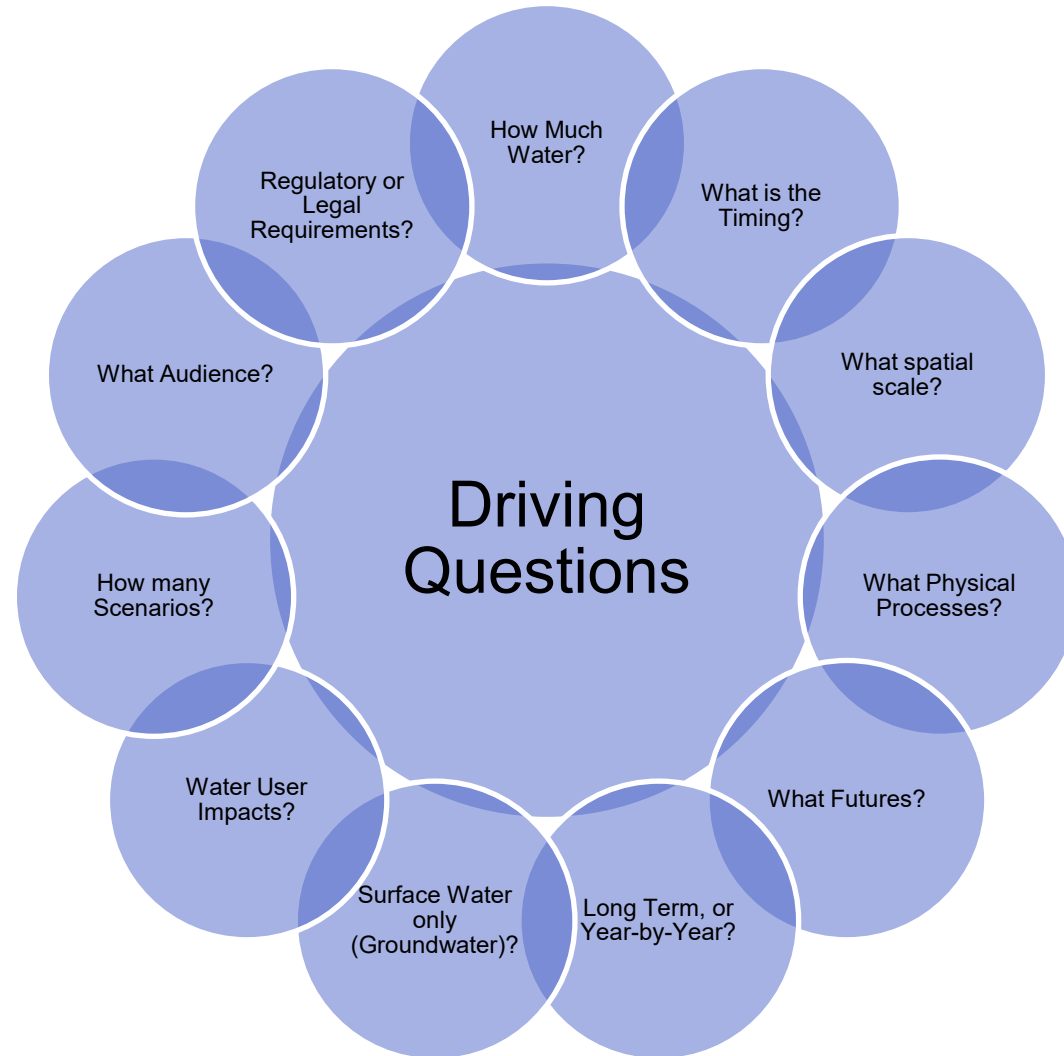 How Much
Water?
What is the
Timing?
What spatial
scale?
What Physical
Processes?
What Futures?
Long Term, or
Year-by-Year?
Surface Water
only
(Groundwater)?
Water User
Impacts?
How many
Scenarios?
What Audience?
Regulatory or
Legal
Requirements?
Driving
Questions